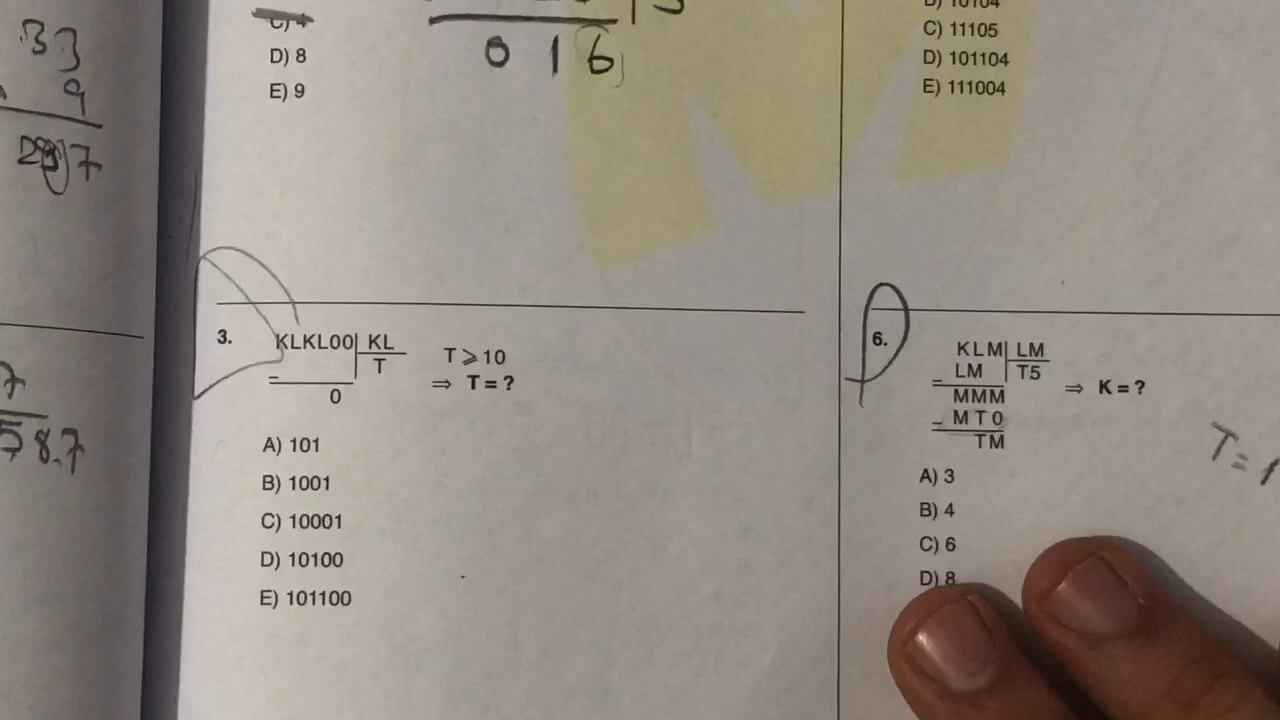 33
9
297
7
58.7
C) 4
D) 8
E) 9
016
C) 11105
D) 101104
E) 111004
3.
KLKL00 KL
T
0
T ⩾ 10
⇒ T = ?
A) 101
B) 1001
C) 10001
D) 10100
E) 101100
6.
KLM LM
LM T5
MMM
- MT0
TM
⇒ K = ?
A) 3
B) 4
C) 6
D) 8
T =